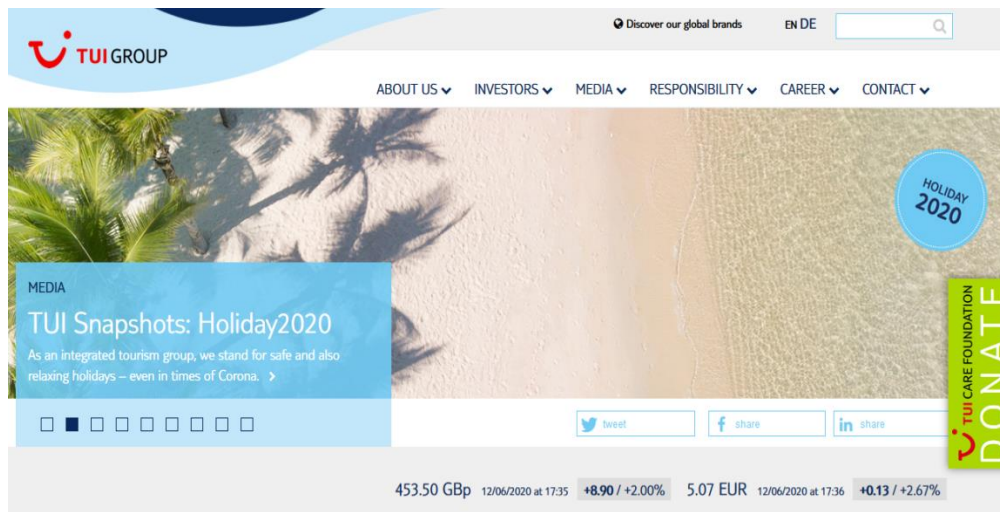 Discover our global brands
EN DE
TUI GROUP
ABOUT US INVESTORS MEDIA RESPONSIBILITY CAREER CONTACT
HOLIDAY
2020
MEDIA
TUI Snapshots: Holiday2020
As an integrated tourism group, we stand for safe and also
relaxing holidays – even in times of Corona.
TUI CARE FOUNDATION
DONATE
tweet
share
share
453.50 GBp 12/06/2020 at 17:35 +8.90 / +2.00% 5.07 EUR 12/06/2020 at 17:36 +0.13 / +2.67%